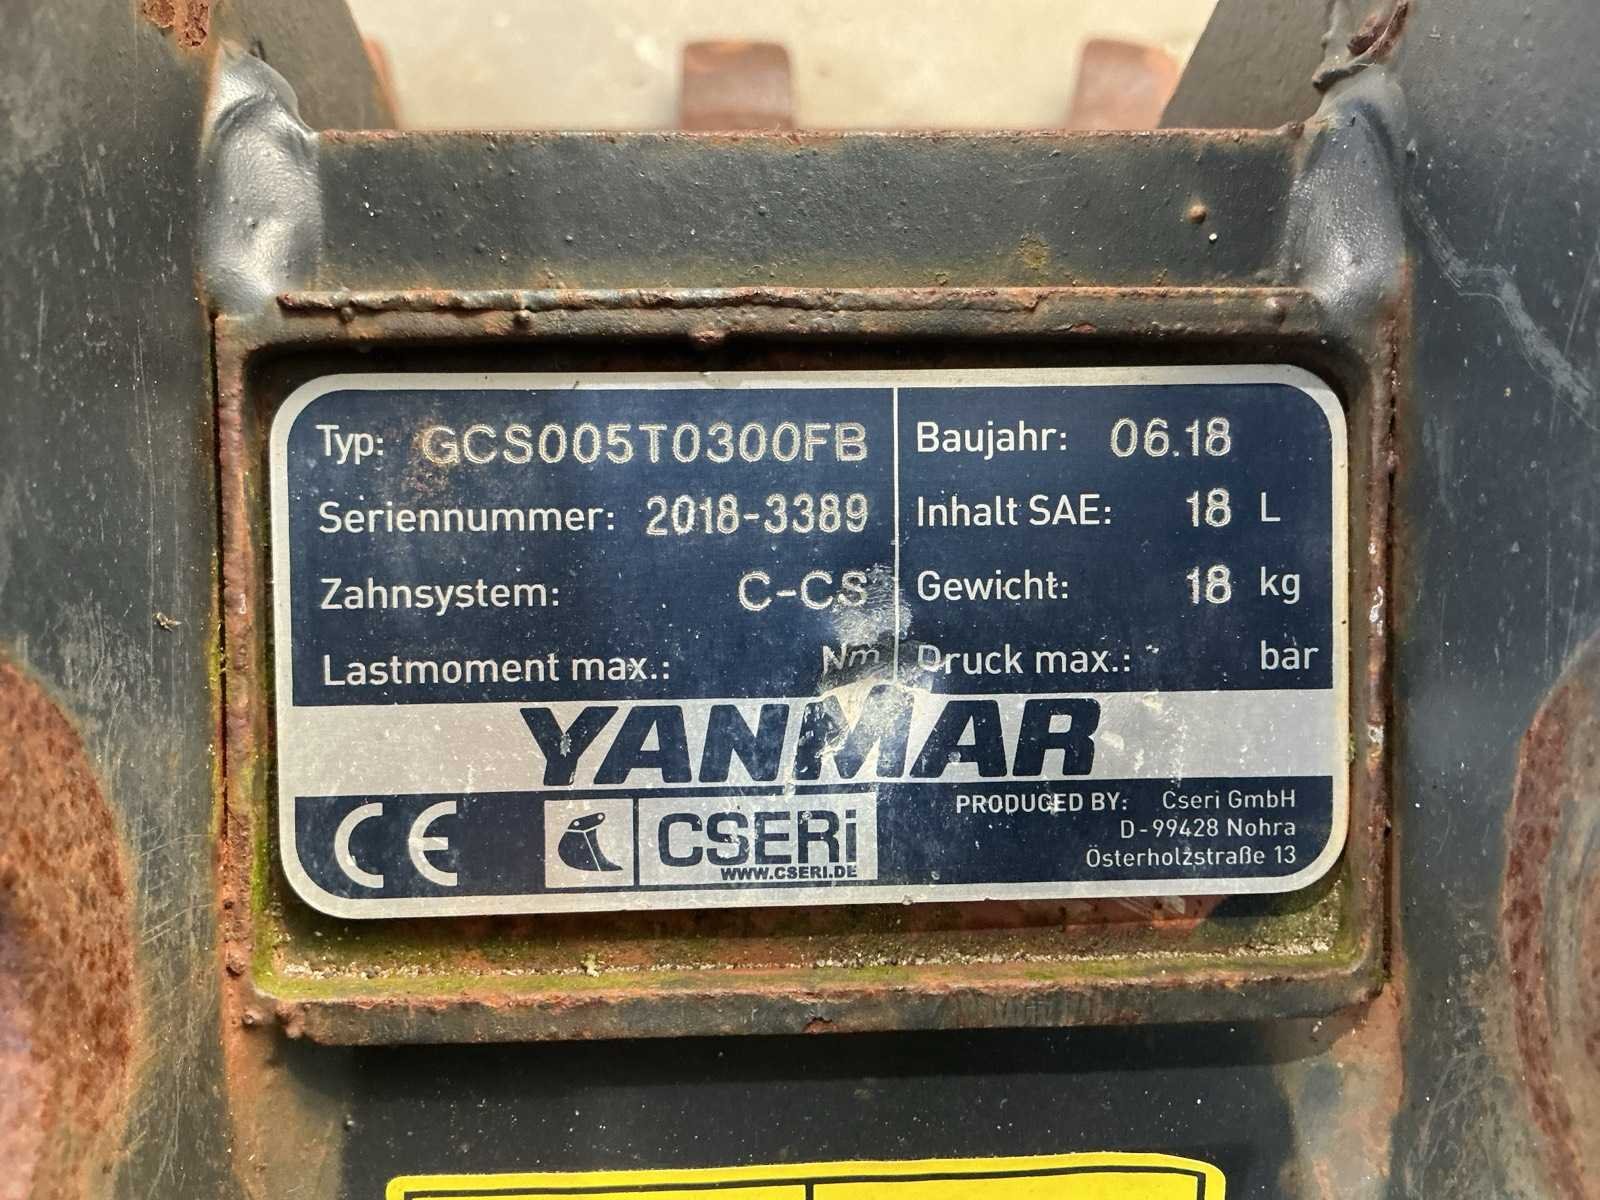 Typ: GCS005T0300FB
Seriennummer: 2018-3389
Zahnsystem: C-CS
Lastmoment max.: Nm
Baujahr: 06.18
Inhalt SAE: 18 L
Gewicht: 18 kg
Druck max.: - bar
YANMAR
CE
CSERi
WWW.CSERI.DE
PRODUCED BY: Cseri GmbH
D-99428 Nohra
Österholzstraße 13